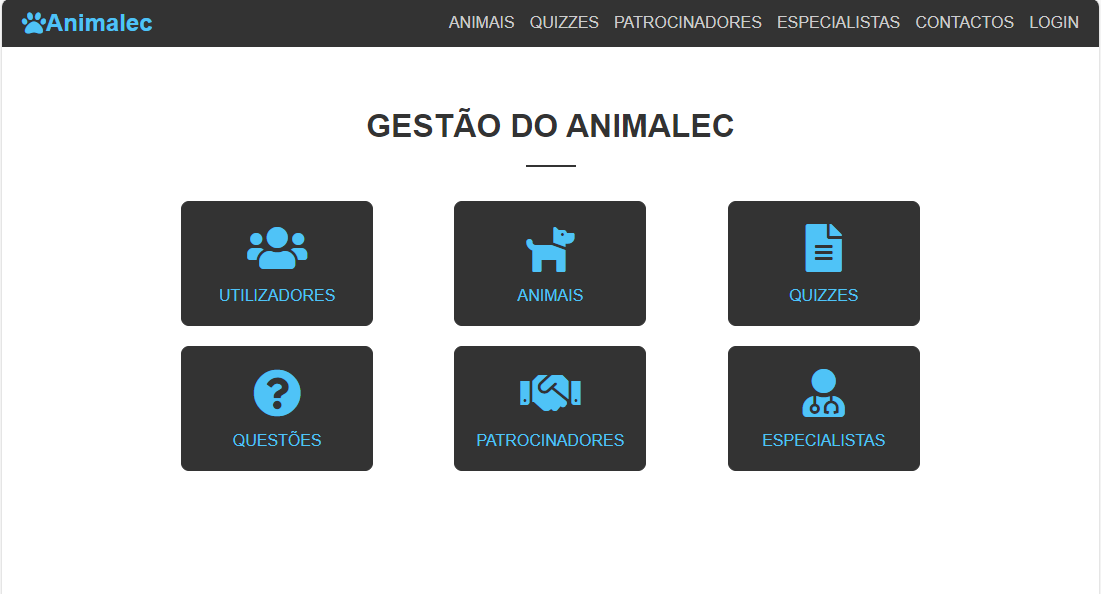 Animalec
ANIMAIS QUIZZES PATROCINADORES ESPECIALISTAS CONTACTOS LOGIN
GESTÃO DO ANIMALEC
UTILIZADORES
ANIMAIS
QUIZZES
QUESTÕES
PATROCINADORES
ESPECIALISTAS